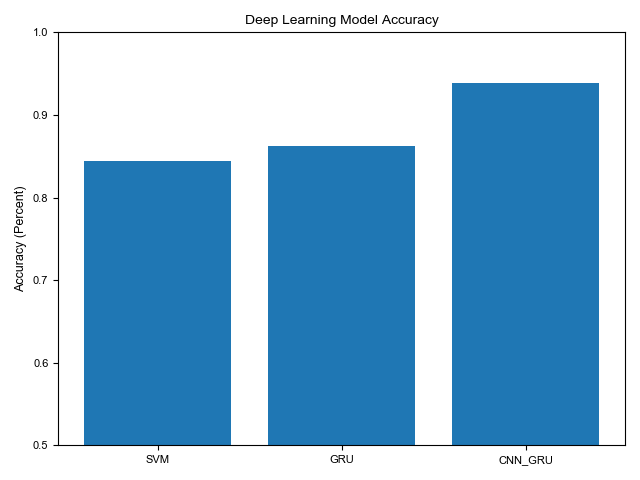 Deep Learning Model Accuracy
1.0
0.9
0.8
0.7
0.6
0.5
Accuracy (Percent)
SVM
GRU
CNN_GRU